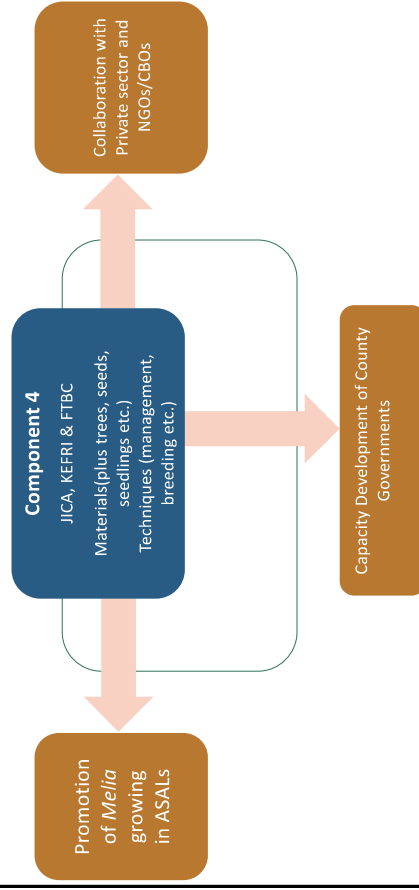 Component 4
JICA, KEFRI & FTBC
Materials(plus trees, seeds,
seedlings etc.)
Techniques (management,
breeding etc.)
Promotion
of Melia
growing
in ASALs
Capacity Development of County
Governments
Collaboration with
Private sector and
NGOs/CBOs